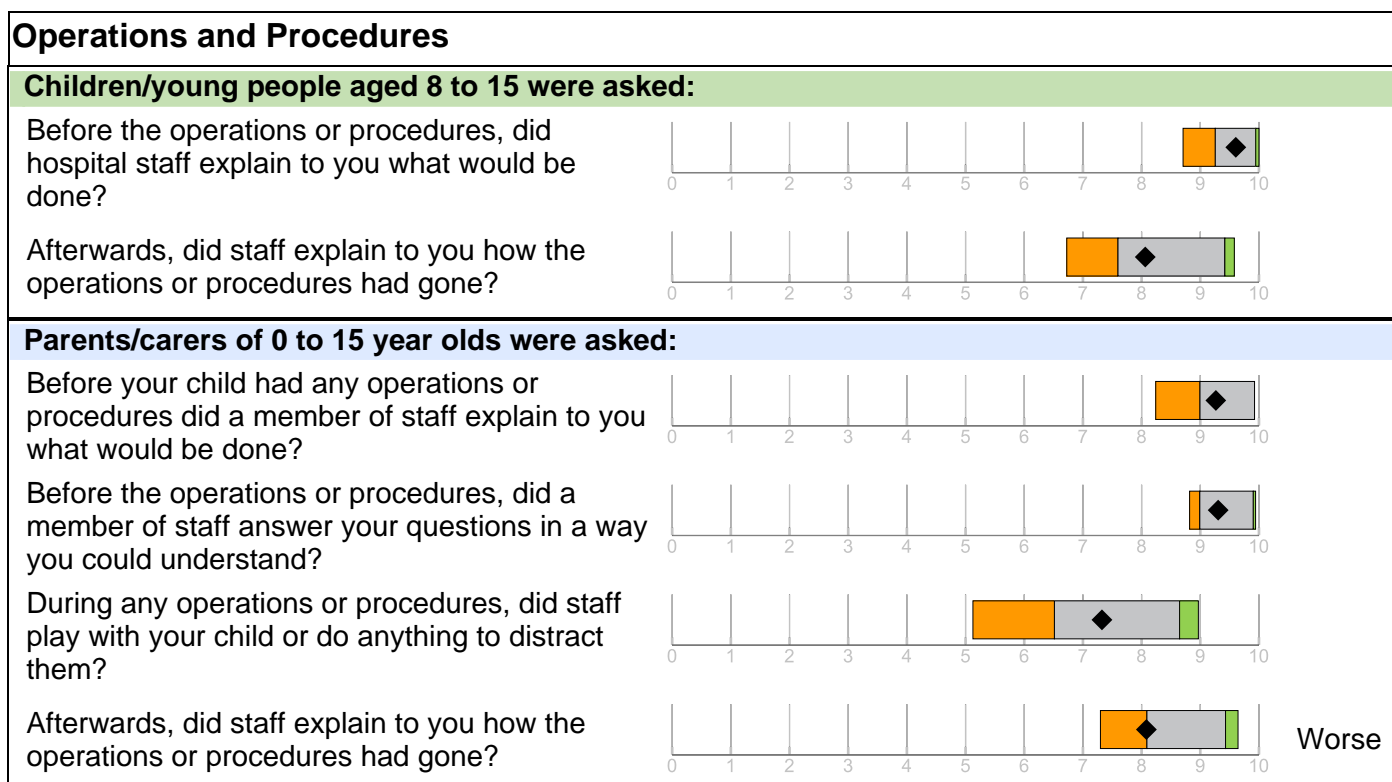 Operations and Procedures
Children/young people aged 8 to 15 were asked:
Before the operations or procedures, did
hospital staff explain to you what would be
done?
0 1 2 3 4 5 6 7 8 9 10
Afterwards, did staff explain to you how the
operations or procedures had gone?
0 1 2 3 4 5 6 7 8 9 10
Parents/carers of 0 to 15 year olds were asked:
Before your child had any operations or
procedures did a member of staff explain to you
what would be done?
0 1 2 3 4 5 6 7 8 9 10
Before the operations or procedures, did a
member of staff answer your questions in a way
you could understand?
0 1 2 3 4 5 6 7 8 9 10
During any operations or procedures, did staff
play with your child or do anything to distract
them?
0 1 2 3 4 5 6 7 8 9 10
Afterwards, did staff explain to you how the
operations or procedures had gone?
0 1 2 3 4 5 6 7 8 9 10
Worse